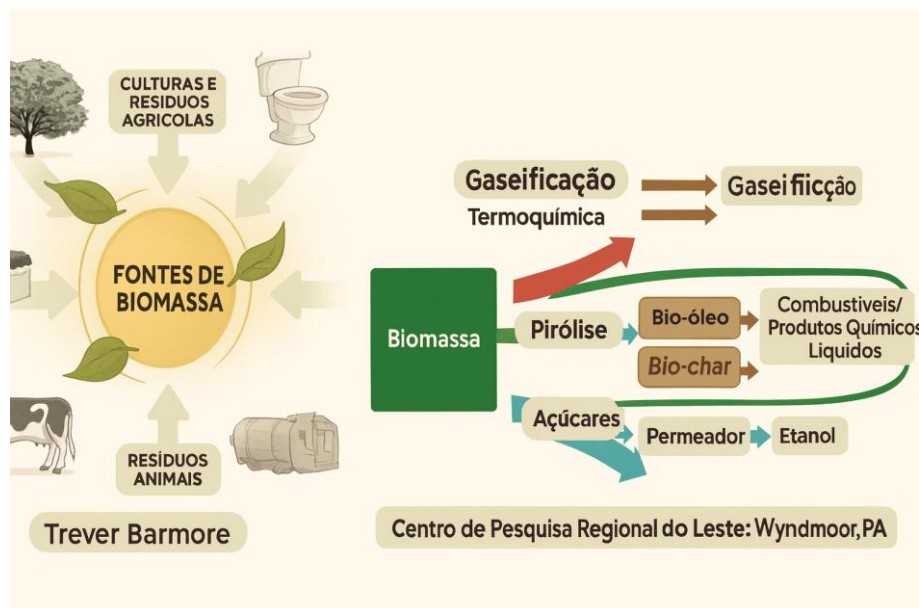 CULTURAS E
RESIDUOS
AGRICOLAS
FONTES DE
BIOMASSA
RESÍDUOS
ANIMAIS
Trever Barmore
Gaseificação
Gasei fiicção
Termoquímica
Biomassa
Pirólise
Bio-óleo
Bio-char
Combustiveis/
Produtos Químicos
Liquidos
Açúcares
Permeador
Etanol
Centro de Pesquisa Regional do Leste: Wyndmoor, PA